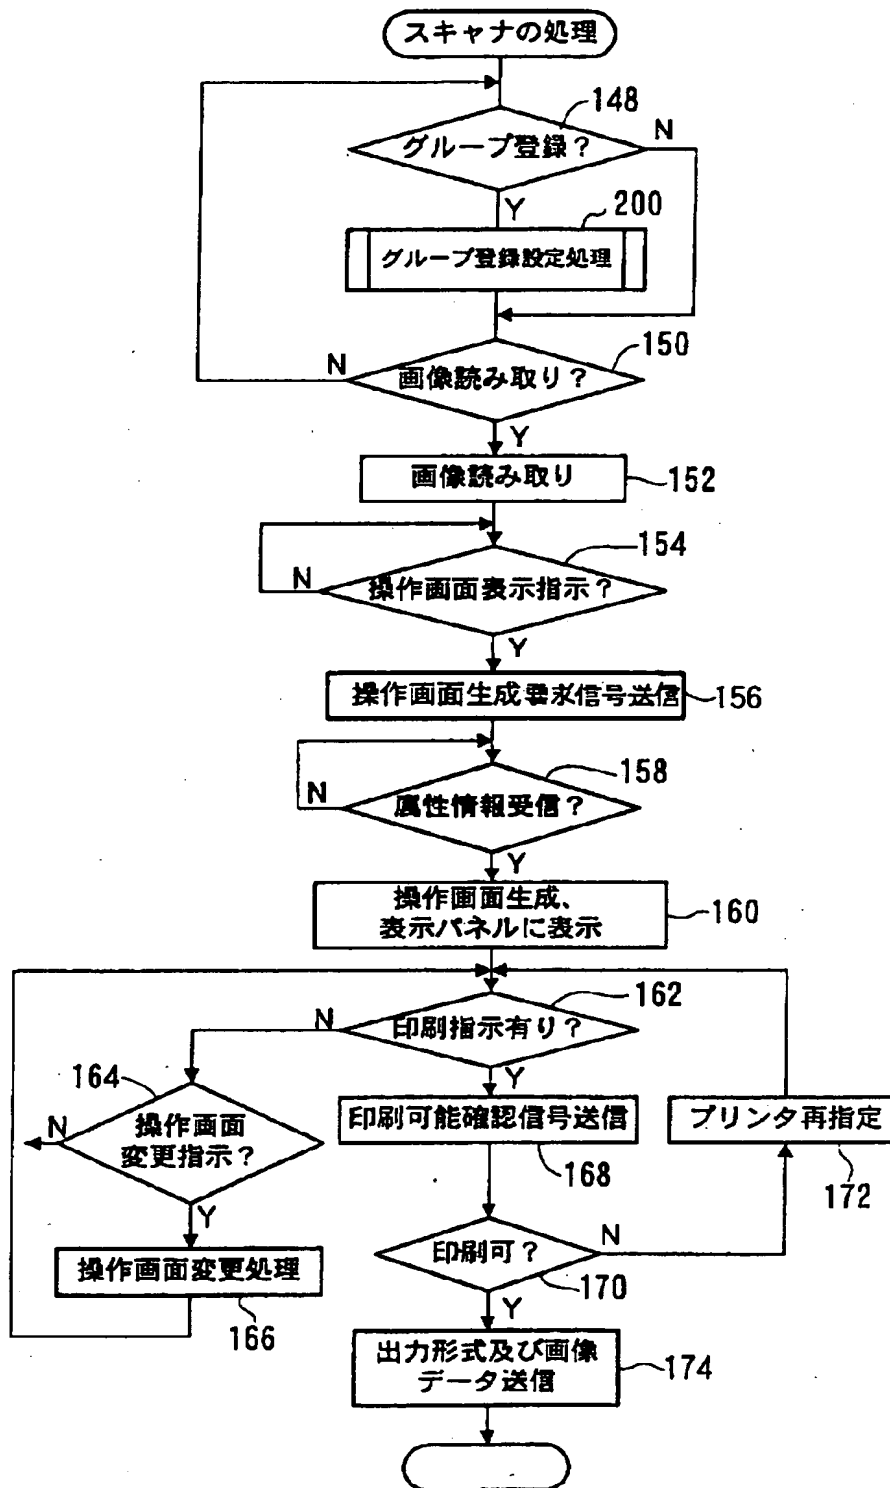 スキャナの処理
148
グループ登録?
N
Y
200
グループ登録設定処理
150
N
画像読み取り?
Y
画像読み取り
152
154
N
操作画面表示指示?
Y
操作画面生成要求信号送信
156
158
N
属性情報受信?
Y
操作画面生成、
表示パネルに表示
160
162
N
印刷指示有り?
Y
164
N
操作画面
変更指示?
Y
操作画面変更処理
166
印刷可能確認信号送信
168
プリンタ再指定
172
印刷可?
N
170
Y
出力形式及び画像
データ送信
174